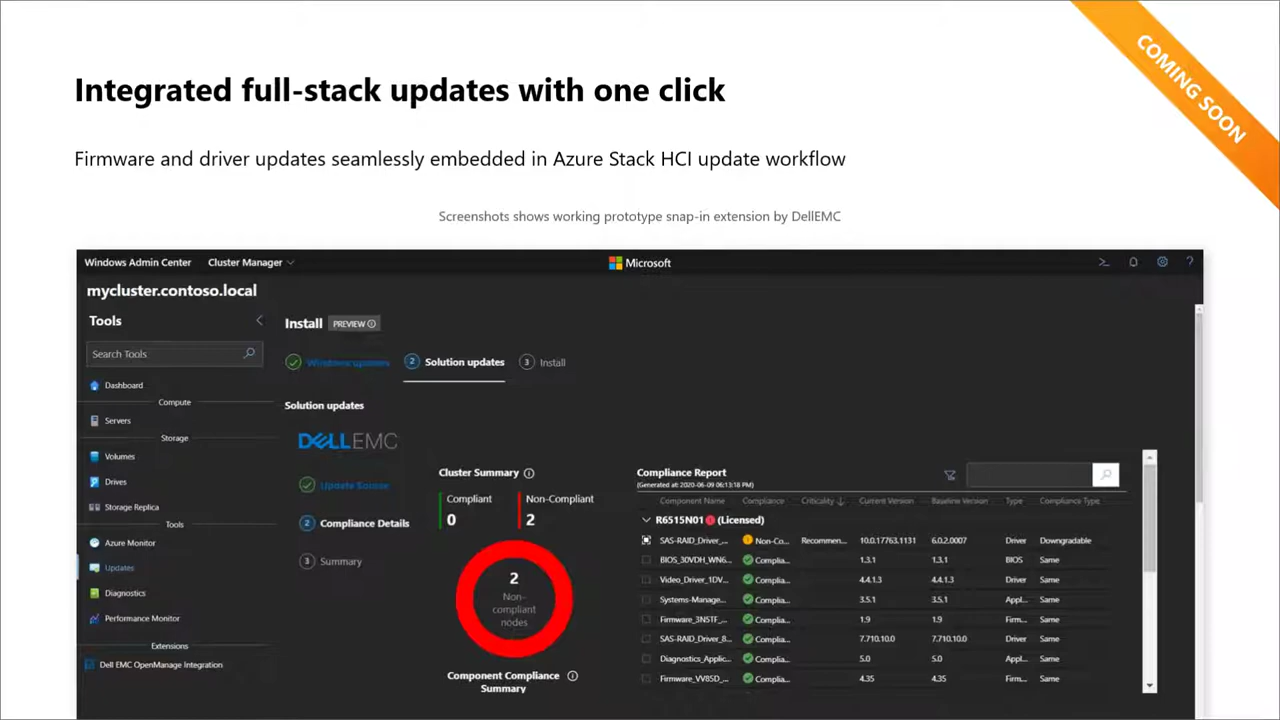 COMING SOON
Integrated full-stack updates with one click
Firmware and driver updates seamlessly embedded in Azure Stack HCI update workflow
Screenshots shows working prototype snap-in extension by DellEMC
Windows Admin Center Cluster Manager Microsoft
mycluster.contoso.local
Tools
Search Tools
Dashboard
Compute
Servers
Storage
Volumes
Drives
Storage Replica
Tools
Azure Monitor
Updates
Diagnostics
Performance Monitor
Extensions
Dell EMC OpenManage Integration
Install PREVIEW
Windows updates 2 Solution updates 3 Install
Solution updates
DELLEMC
Update Source
2 Compliance Details
3 Summary
Cluster Summary
Compliant Non-Compliant
0 2
2
Non-
compliant
nodes
Component Compliance
Summary
Compliance Report
(Generated at: 2020-06-09 06:13:18 PM)
Component Name Compliance Criticality Current Version Baseline Version Type Compliance Type
R6515N01 (Licensed)
SAS-RAID_Driver_... Non-Co... Recommen... 10.0.17763.1131 6.0.2.0007 Driver Downgradable
BIOS_30VDH_WN6... Complia... 1.3.1 1.3.1 BIOS Same
Video_Driver_1DV... Complia... 4.4.1.3 4.4.1.3 Driver Same
Systems-Manage... Complia... 3.5.1 3.5.1 Appl... Same
Firmware_3NSTF_... Complia... 1.9 1.9 Firm... Same
SAS-RAID_Driver_8... Complia... 7.710.10.0 7.710.10.0 Driver Same
Diagnostics_Applic... Complia... 5.0 5.0 Appl... Same
Firmware_VV85D_... Complia... 4.35 4.35 Firm... Same